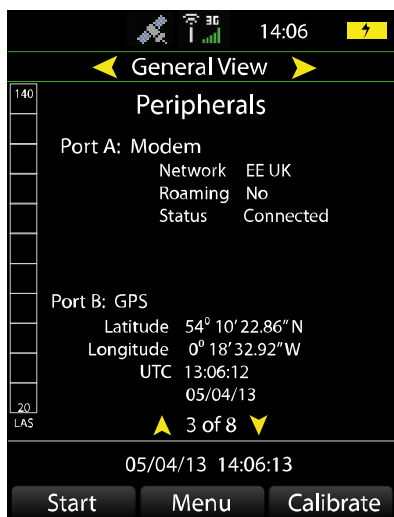 3G
14:06
General View
140
Peripherals
Port A: Modem
Network EE UK
Roaming No
Status Connected
Port B: GPS
Latitude 54⁰ 10' 22.86" N
Longitude 0⁰ 18' 32.92" W
UTC 13:06:12
05/04/13
20
LAS
3 of 8
05/04/13 14:06:13
Start Menu Calibrate